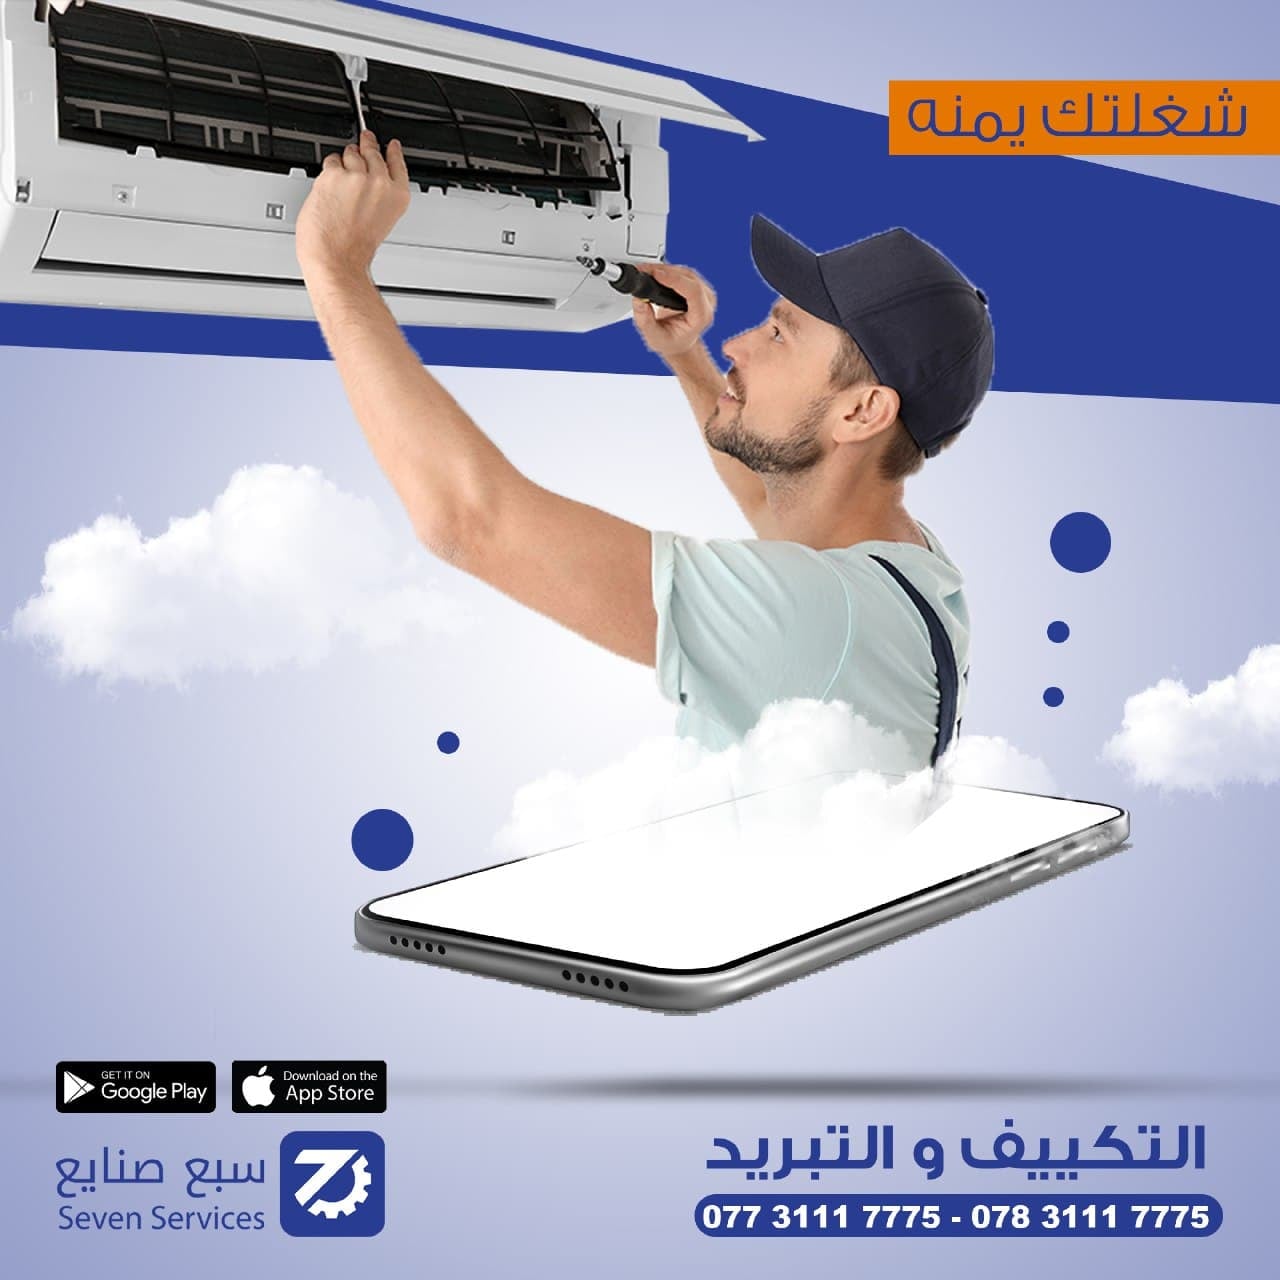 شغلتك يمنه
GET IT ON
Google Play
Download on the
App Store
سبع صنايع
Seven Services
التكييف و التبريد
077 3111 7775 - 078 3111 7775